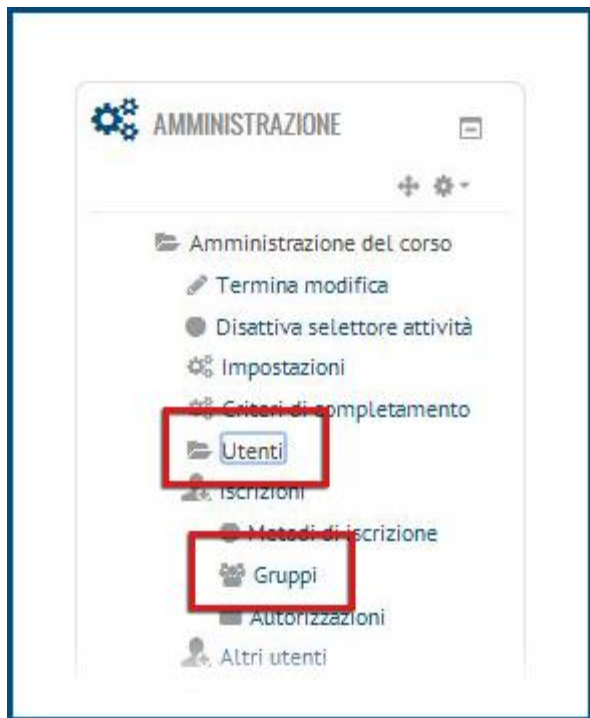 AMMINISTRAZIONE
Amministrazione del corso
Termina modifica
Disattiva selettore attività
Impostazioni
Criteri di completamento
Utenti
Iscrizioni
Metodi di iscrizione
Gruppi
Autorizzazioni
Altri utenti